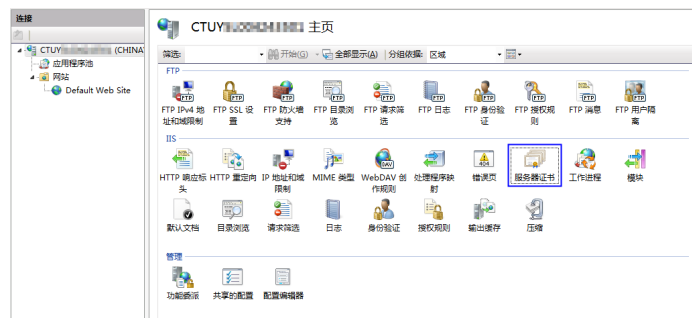 连接
CTUY (CHINA
应用程序池
网站
Default Web Site
CTUY 主页
筛选: 开始(G) 全部显示(A) 分组依据: 区域
FTP
FTP IPv4 地址和域限制
FTP SSL 设置
FTP 防火墙支持
FTP 目录浏览
FTP 请求筛选
FTP 日志
FTP 身份验证
FTP 授权规则
FTP 消息
FTP 用户隔离
IIS
HTTP 响应标头
HTTP 重定向
IP 地址和域限制
MIME 类型
WebDAV 创作规则
处理程序映射
错误页
服务器证书
工作进程
模块
默认文档
目录浏览
请求筛选
日志
身份验证
授权规则
输出缓存
压缩
管理
功能委派
共享的配置
配置编辑器